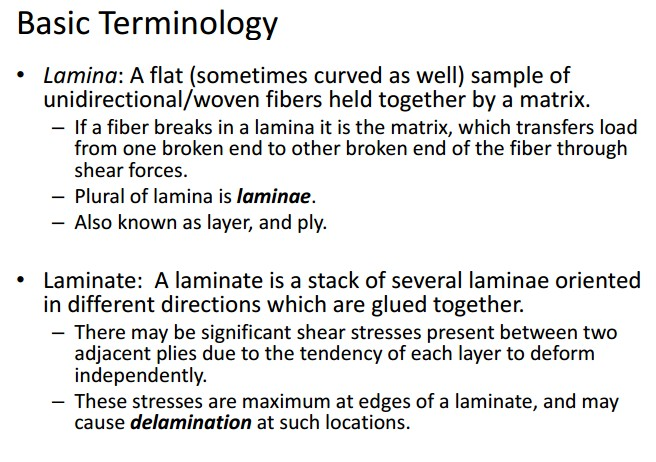 Basic Terminology
• Lamina: A flat (sometimes curved as well) sample of
unidirectional/woven fibers held together by a matrix.
– If a fiber breaks in a lamina it is the matrix, which transfers load
from one broken end to other broken end of the fiber through
shear forces.
– Plural of lamina is laminae.
– Also known as layer, and ply.
• Laminate:  A laminate is a stack of several laminae oriented
in different directions which are glued together.
– There may be significant shear stresses present between two
adjacent plies due to the tendency of each layer to deform
independently.
– These stresses are maximum at edges of a laminate, and may
cause delamination at such locations.